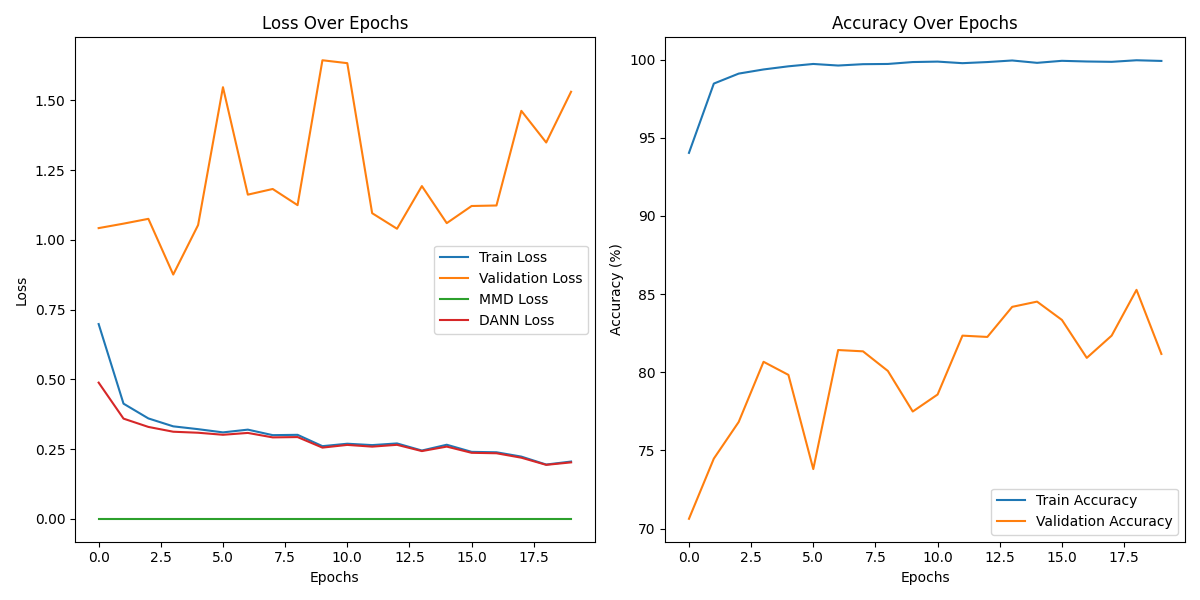 Loss Over Epochs
Loss
1.50
1.25
1.00
0.75
0.50
0.25
0.00
Train Loss
Validation Loss
MMD Loss
DANN Loss
0.0 2.5 5.0 7.5 10.0 12.5 15.0 17.5
Epochs
Accuracy Over Epochs
Accuracy (%)
100
95
90
85
80
75
70
Train Accuracy
Validation Accuracy
0.0 2.5 5.0 7.5 10.0 12.5 15.0 17.5
Epochs